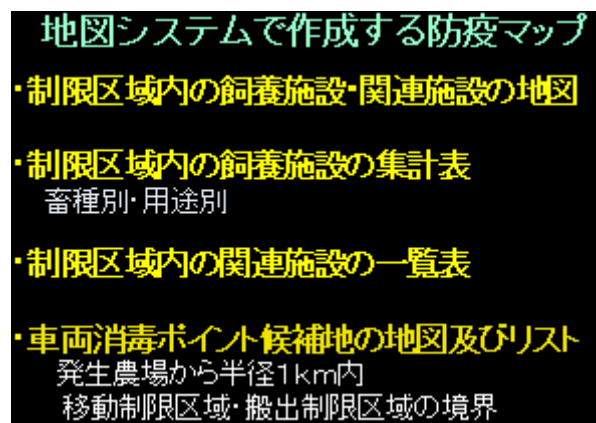 地図システムで作成する防疫マップ
・制限区域内の飼養施設・関連施設の地図
・制限区域内の飼養施設の集計表
畜種別・用途別
・制限区域内の関連施設の一覧表
・車両消毒ポイント候補地の地図及びリスト
発生農場から半径1km内
移動制限区域・搬出制限区域の境界